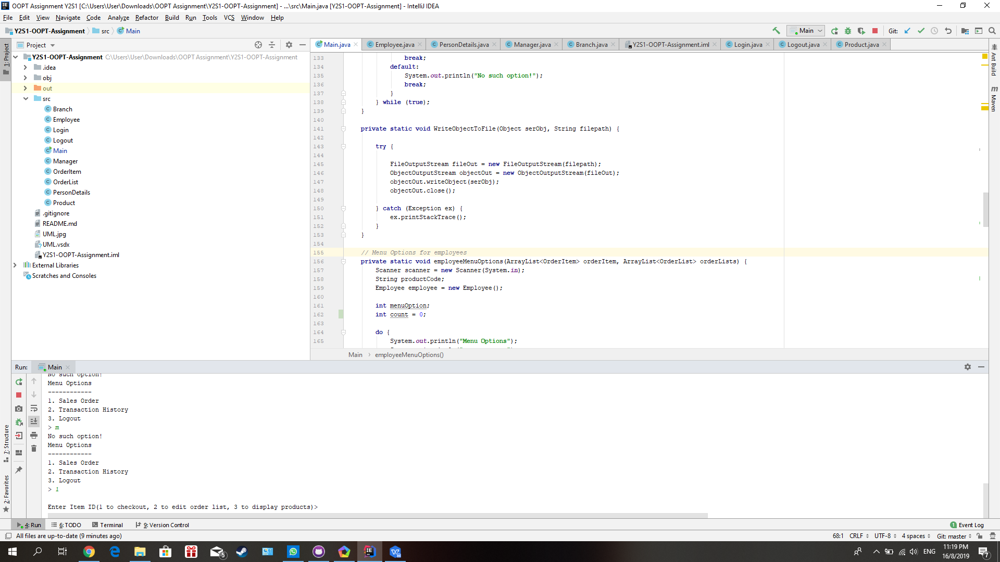 OOPT Assignment Y2S1 [C:\Users\User\Downloads\OOPT Assignment\Y2S1-OOPT-Assignment] - ...\src\Main.java [Y2S1-OOPT-Assignment] - IntelliJ IDEA
File Edit View Navigate Code Analyze Refactor Build Run Tools VCS Window Help
Y2S1-OOPT-Assignment src Main
Main Git:
Project
Main.java Employee.java PersonDetails.java Manager.java Branch.java Y2S1-OOPT-Assignment.iml Login.java Logout.java Product.java
1: Project
7: Structure
2: Favorites
Ant Build
Maven
Y2S1-OOPT-Assignment C:\Users\User\Downloads\OOPT Assignment\Y2S1-OOPT-Assignment
.idea
obj
out
src
Branch
Employee
Login
Logout
Main
Manager
OrderItem
OrderList
PersonDetails
Product
.gitignore
README.md
UML.jpg
UML.vsdx
Y2S1-OOPT-Assignment.iml
External Libraries
Scratches and Consoles
133 break;
134 default:
135 System.out.println("No such option!");
136 break;
137 }
138 } while (true);
139 }
140
141 private static void WriteObjectToFile(Object serObj, String filepath) {
142
143 try {
144
145 FileOutputStream fileOut = new FileOutputStream(filepath);
146 ObjectOutputStream objectOut = new ObjectOutputStream(fileOut);
147 objectOut.writeObject(serObj);
148 objectOut.close();
149
150 } catch (Exception ex) {
151 ex.printStackTrace();
152 }
153 }
154
155 // Menu Options for employees
156 private static void employeeMenuOptions(ArrayList<OrderItem> orderItem, ArrayList<OrderList> orderLists) {
157 Scanner scanner = new Scanner(System.in);
158 String productCode;
159 Employee employee = new Employee();
160
161 int menuOption;
162 int count = 0;
163
164 do {
165 System.out.println("Menu Options");
Main employeeMenuOptions()
Run: Main
No such option!
Menu Options
------------
1. Sales Order
2. Transaction History
3. Logout
> m
No such option!
Menu Options
------------
1. Sales Order
2. Transaction History
3. Logout
> 1
Enter Item ID(1 to checkout, 2 to edit order list, 3 to display products)>
4: Run 6: TODO Terminal 9: Version Control 1 Event Log
All files are up-to-date (9 minutes ago) 68:1 CRLF UTF-8 4 spaces Git: master
5
ENG
11:19 PM
16/8/2019
7